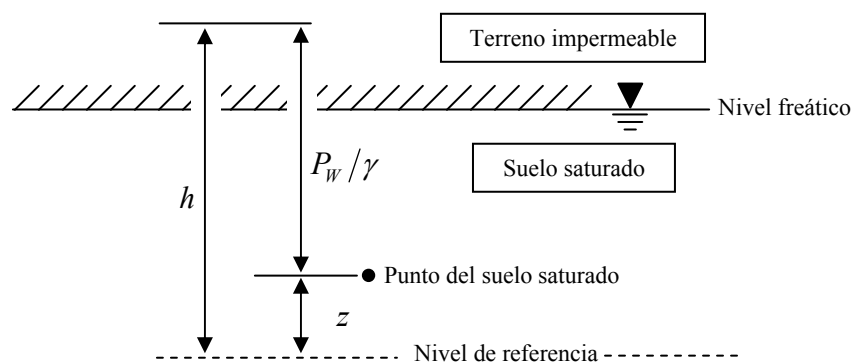 Terreno impermeable
Nivel freático
Suelo saturado
P_W/γ
h
Punto del suelo saturado
z
Nivel de referencia